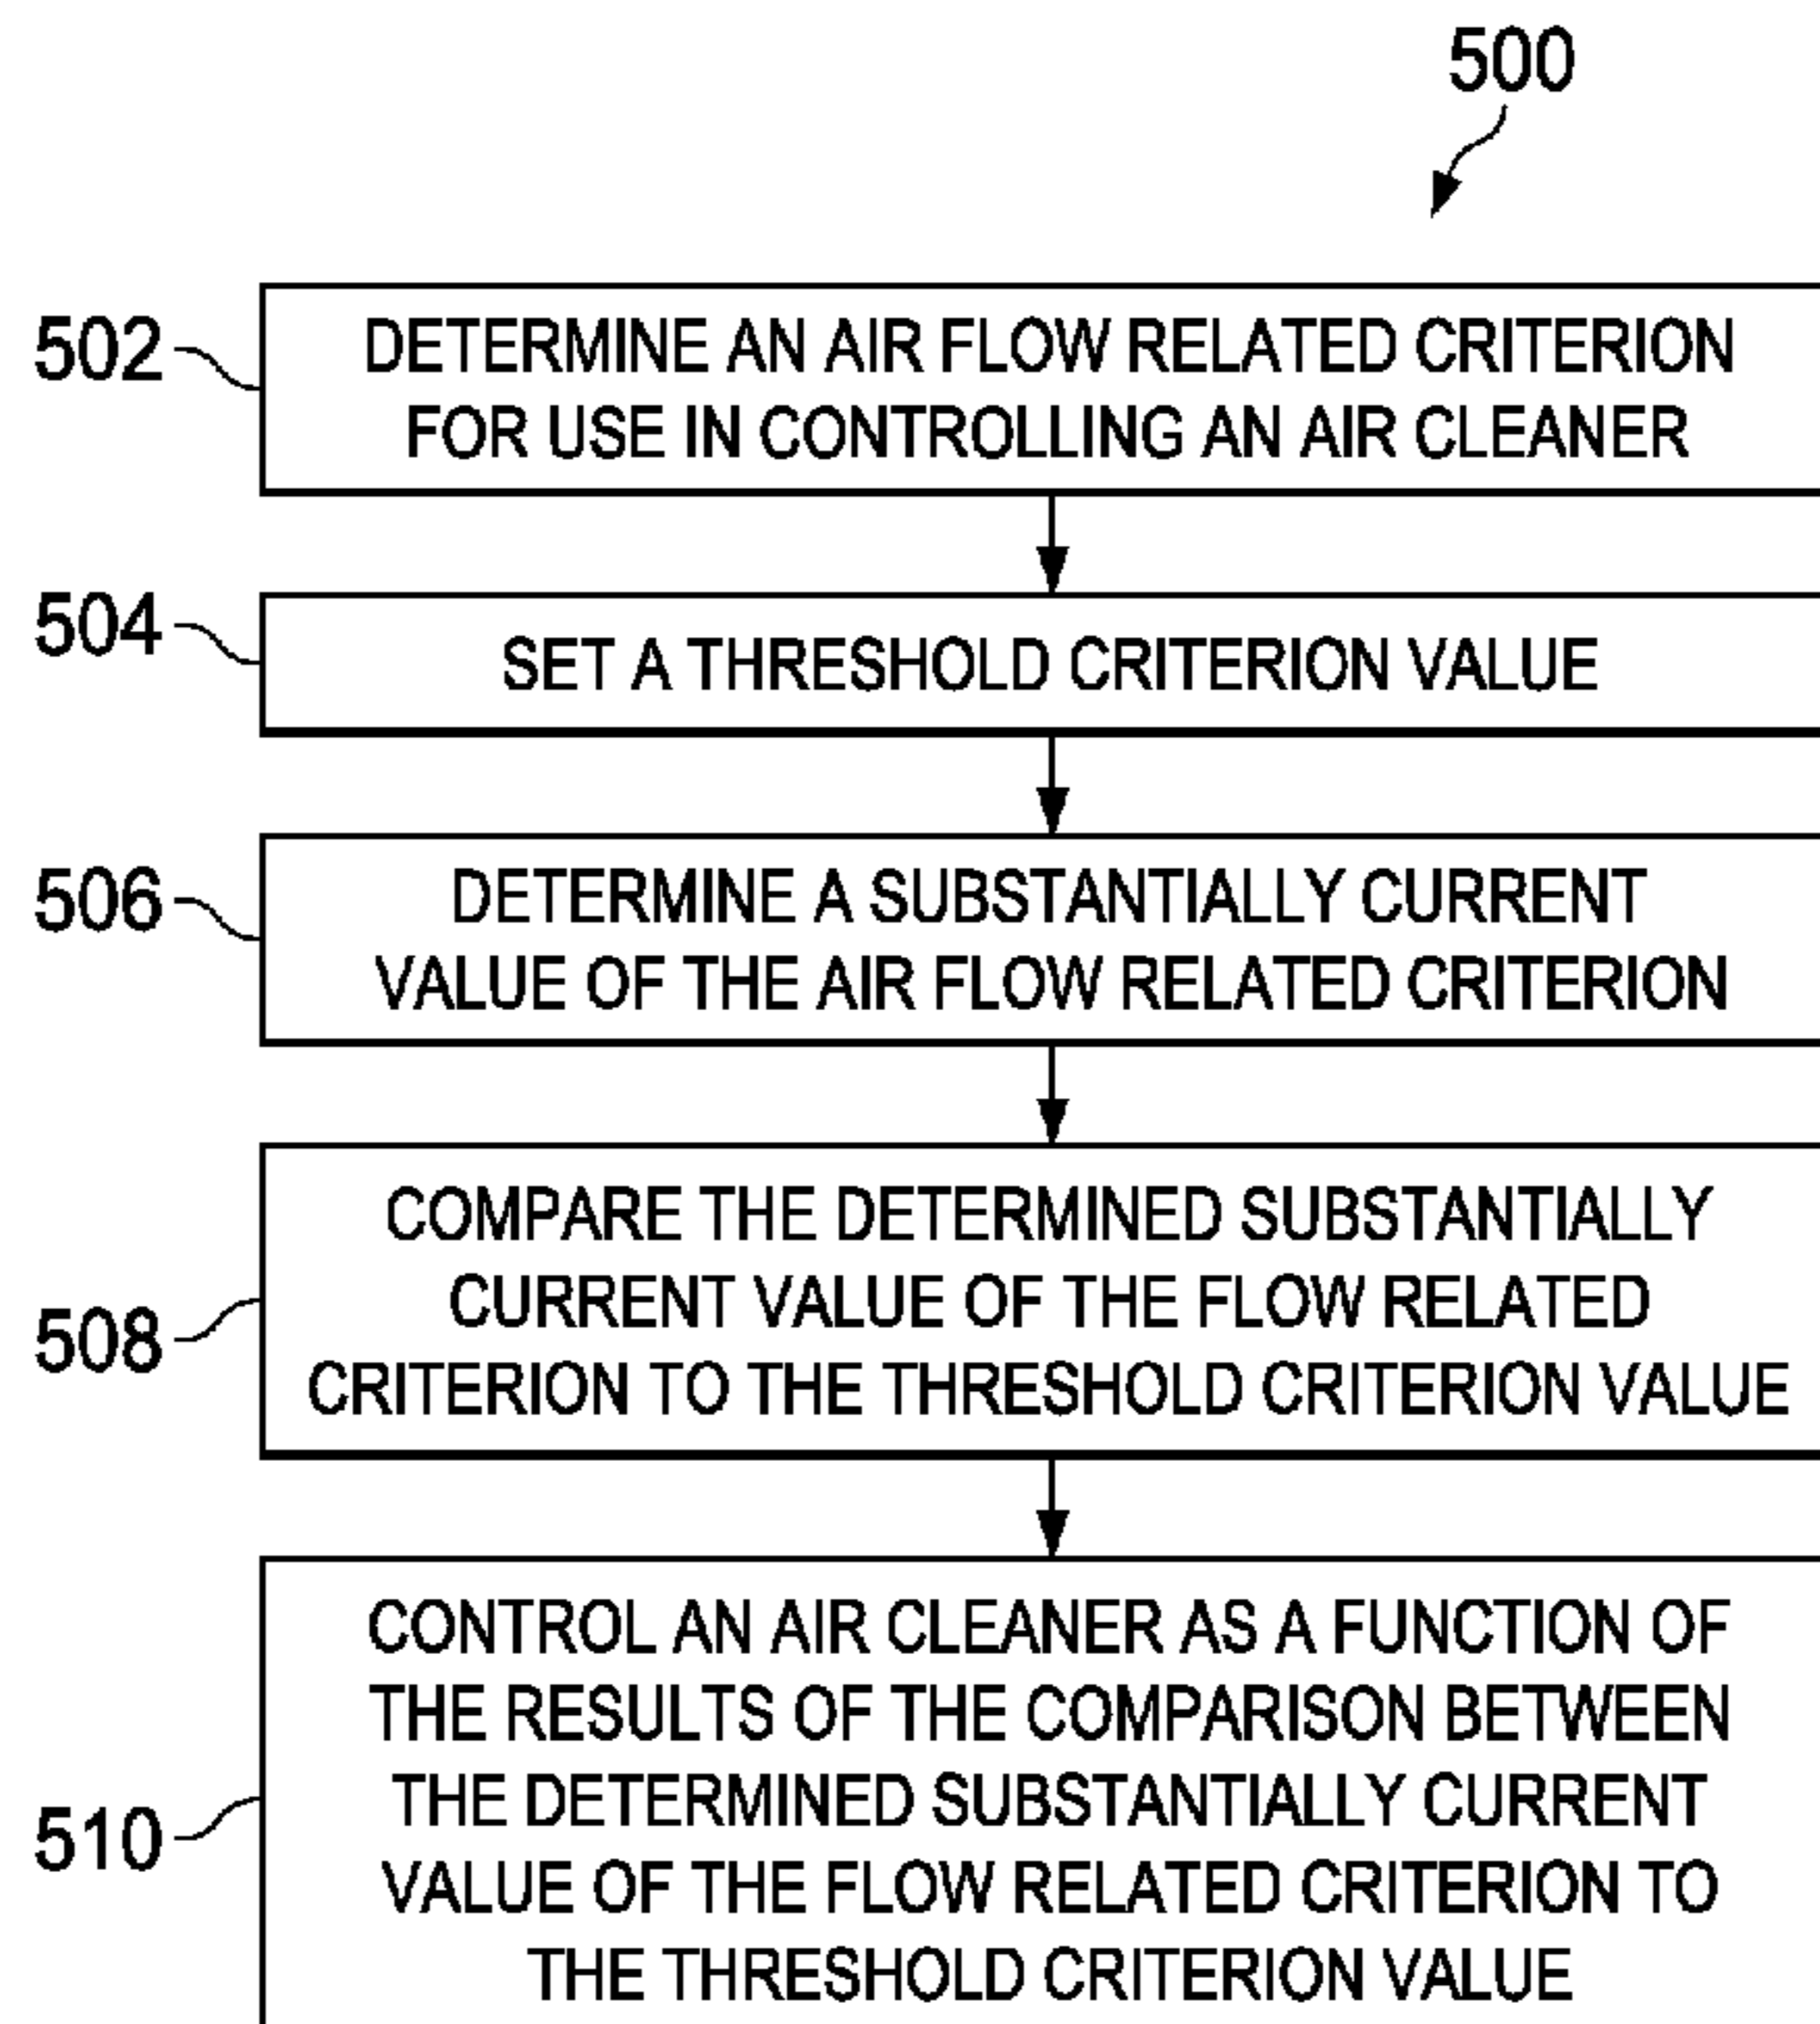 500
502
DETERMINE AN AIR FLOW RELATED CRITERION
FOR USE IN CONTROLLING AN AIR CLEANER
504
SET A THRESHOLD CRITERION VALUE
506
DETERMINE A SUBSTANTIALLY CURRENT
VALUE OF THE AIR FLOW RELATED CRITERION
508
COMPARE THE DETERMINED SUBSTANTIALLY
CURRENT VALUE OF THE FLOW RELATED
CRITERION TO THE THRESHOLD CRITERION VALUE
510
CONTROL AN AIR CLEANER AS A FUNCTION OF
THE RESULTS OF THE COMPARISON BETWEEN
THE DETERMINED SUBSTANTIALLY CURRENT
VALUE OF THE FLOW RELATED CRITERION TO
THE THRESHOLD CRITERION VALUE